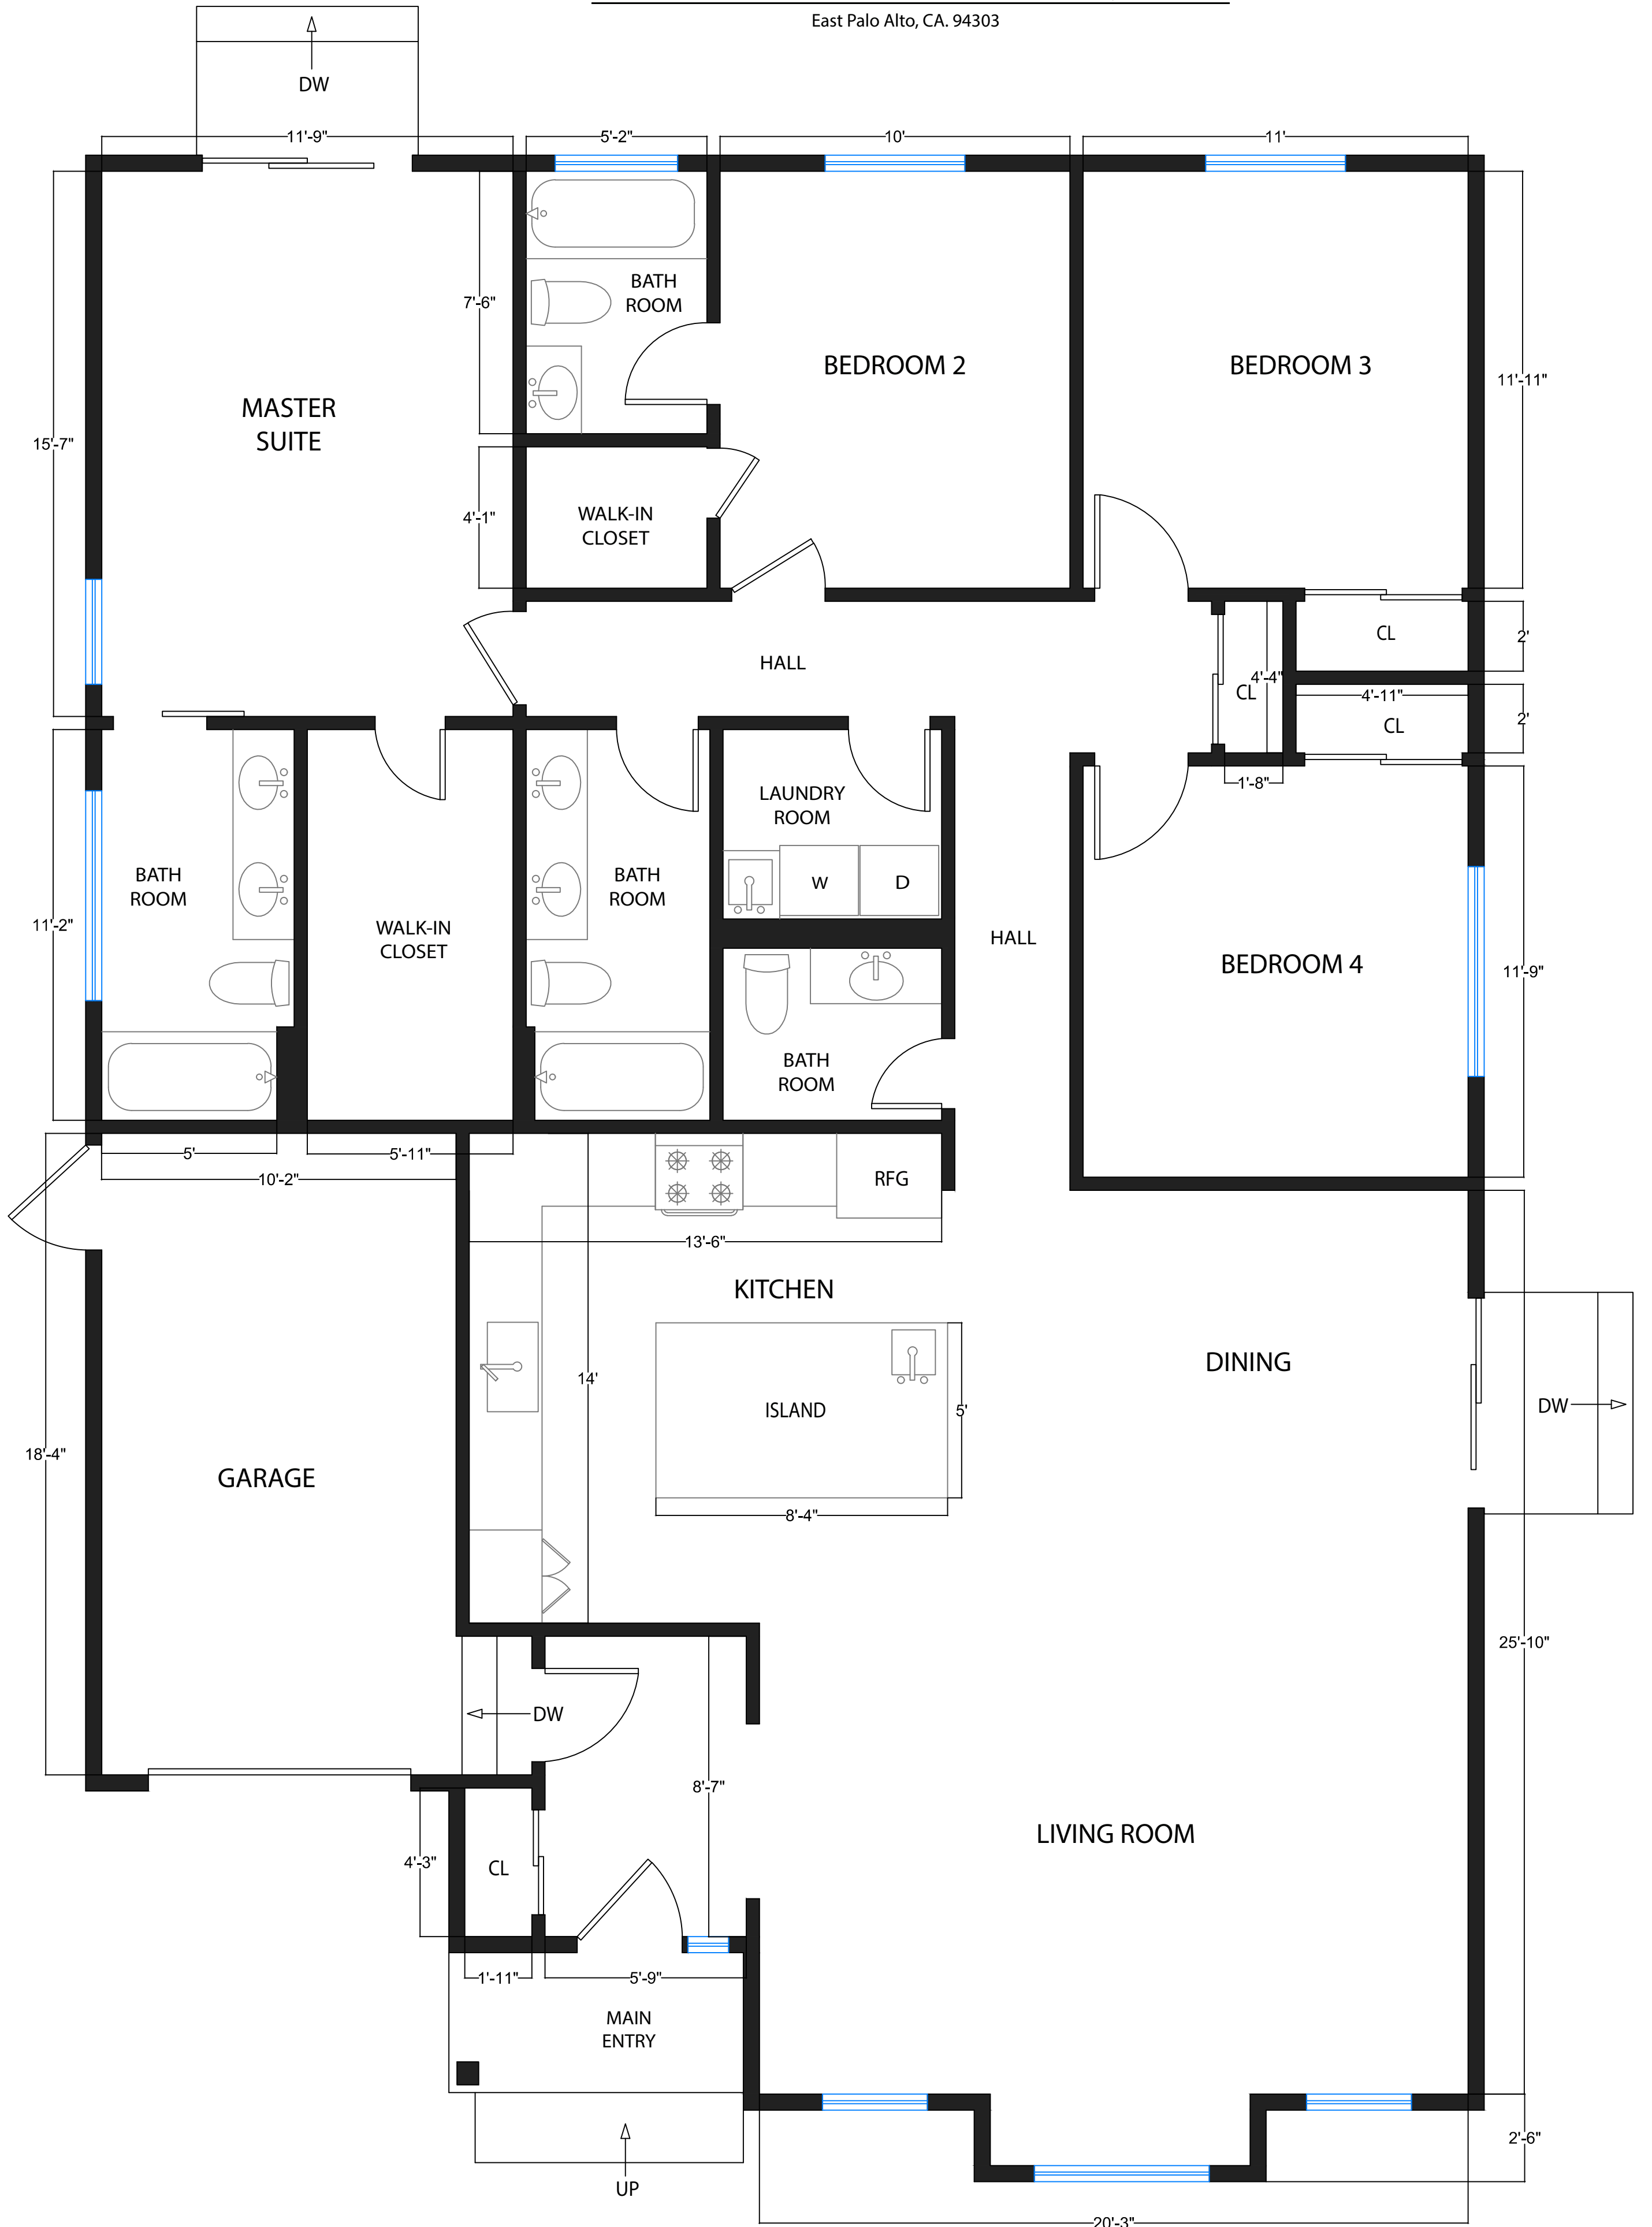 East Palo Alto, CA. 94303
DW
11'-9"
5'-2"
10'
11'
BATH
ROOM
7'-6"
BEDROOM 2
BEDROOM 3
11'-11"
MASTER
SUITE
15'-7"
4'-1"
WALK-IN
CLOSET
HALL
CL
2'
4'-4"
CL
4'-11"
CL
2'
1'-8"
LAUNDRY
ROOM
W
D
BATH
ROOM
BATH
ROOM
11'-2"
WALK-IN
CLOSET
HALL
BEDROOM 4
11'-9"
BATH
ROOM
5'
5'-11"
10'-2"
RFG
13'-6"
KITCHEN
DINING
14'
ISLAND
5'
DW
18'-4"
GARAGE
8'-4"
25'-10"
DW
8'-7"
LIVING ROOM
4'-3"
CL
1'-11"
5'-9"
MAIN
ENTRY
2'-6"
UP
20'-3"